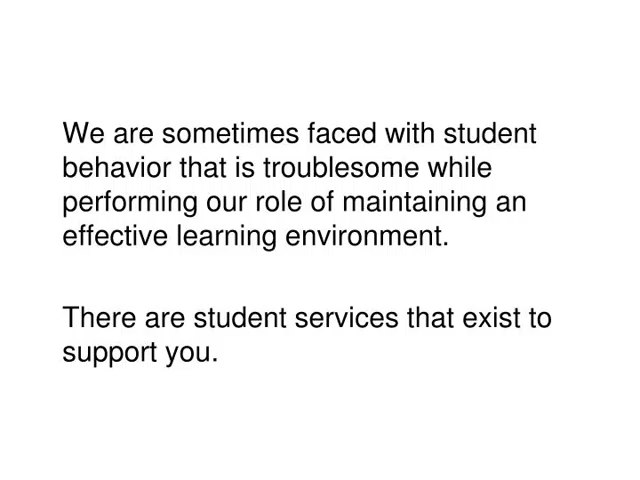 We are sometimes faced with student
behavior that is troublesome while
performing our role of maintaining an
effective learning environment.
There are student services that exist to
support you.